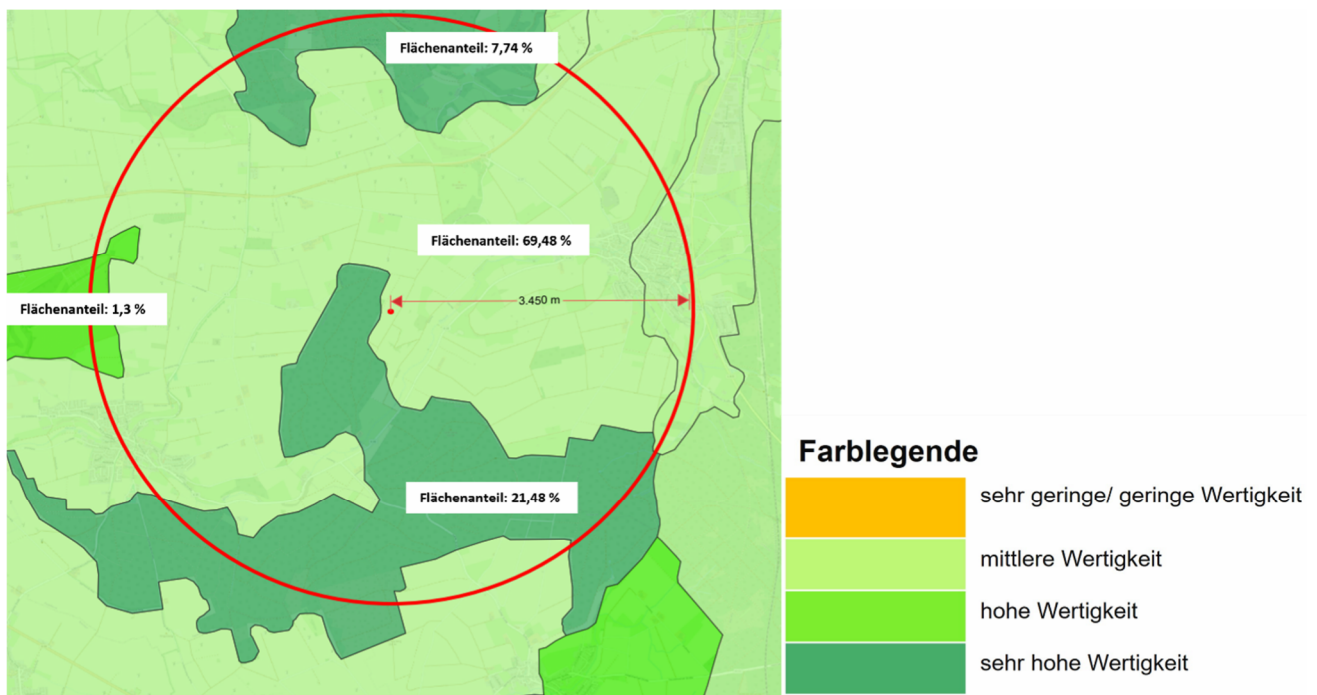 Flächenanteil: 7,74 %
Flächenanteil: 69,48 %
3.450 m
Flächenanteil: 1,3 %
Flächenanteil: 21,48 %
Farblegende
sehr geringe/ geringe Wertigkeit
mittlere Wertigkeit
hohe Wertigkeit
sehr hohe Wertigkeit